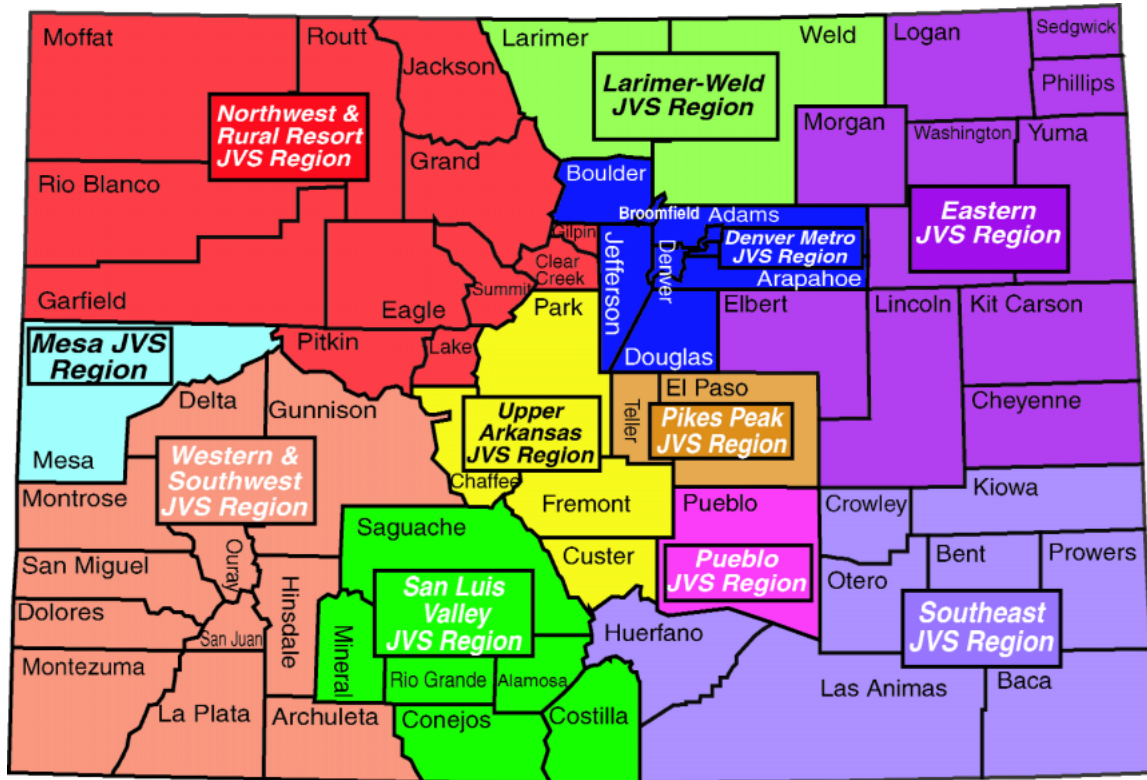 Moffat
Routt
Jackson
Larimer
Weld
Logan
Sedgwick
Phillips
Northwest &
Rural Resort
JVS Region
Larimer-Weld
JVS Region
Morgan
Washington
Yuma
Grand
Rio Blanco
Boulder
Broomfield
Adams
Eastern
JVS Region
Gilpin
Jefferson
Denver
Denver Metro
JVS Region
Clear
Creek
Arapahoe
Garfield
Eagle
Summit
Park
Elbert
Lincoln
Kit Carson
Mesa JVS
Region
Pitkin
Lake
Douglas
Delta
Gunnison
Teller
El Paso
Cheyenne
Upper
Arkansas
JVS Region
Pikes Peak
JVS Region
Mesa
Western &
Southwest
JVS Region
Chaffee
Montrose
Fremont
Pueblo
Crowley
Kiowa
Saguache
San Miguel
Ouray
Hinsdale
Custer
Pueblo
JVS Region
Otero
Bent
Prowers
San Luis
Valley
JVS Region
Southeast
JVS Region
Dolores
San Juan
Mineral
Huerfano
Montezuma
Rio Grande
Alamosa
Las Animas
Baca
La Plata
Archuleta
Conejos
Costilla